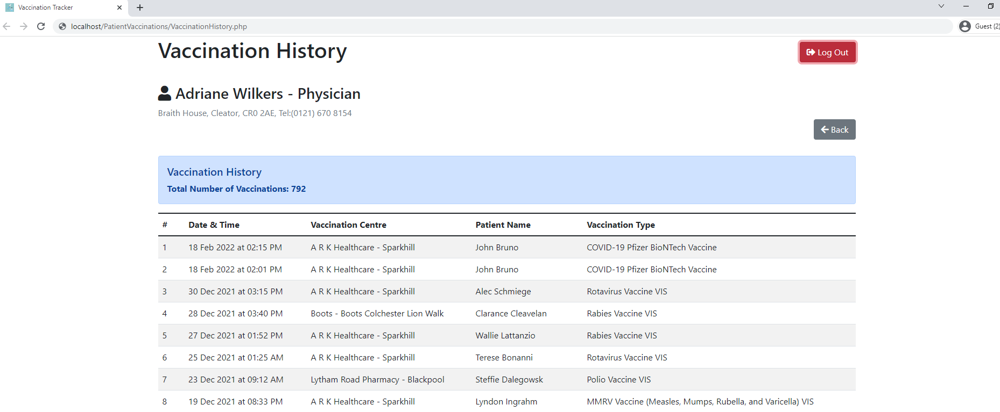 Vaccination Tracker
localhost/PatientVaccinations/VaccinationHistory.php
Guest (2)
Vaccination History
Log Out
Adriane Wilkers - Physician
Braith House, Cleator, CR0 2AE, Tel:(0121) 670 8154
Back
Vaccination History
Total Number of Vaccinations: 792
# Date & Time Vaccination Centre Patient Name Vaccination Type
1 18 Feb 2022 at 02:15 PM A R K Healthcare - Sparkhill John Bruno COVID-19 Pfizer BioNTech Vaccine
2 18 Feb 2022 at 02:01 PM A R K Healthcare - Sparkhill John Bruno COVID-19 Pfizer BioNTech Vaccine
3 30 Dec 2021 at 03:15 PM A R K Healthcare - Sparkhill Alec Schmiege Rotavirus Vaccine VIS
4 28 Dec 2021 at 03:40 PM Boots - Boots Colchester Lion Walk Clarance Cleavelan Rabies Vaccine VIS
5 27 Dec 2021 at 01:52 PM A R K Healthcare - Sparkhill Wallie Lattanzio Rabies Vaccine VIS
6 25 Dec 2021 at 01:25 AM A R K Healthcare - Sparkhill Terese Bonanni Rotavirus Vaccine VIS
7 23 Dec 2021 at 09:12 AM Lytham Road Pharmacy - Blackpool Steffie Dalegowsk Polio Vaccine VIS
8 19 Dec 2021 at 08:33 PM A R K Healthcare - Sparkhill Lyndon Ingrahm MMRV Vaccine (Measles, Mumps, Rubella, and Varicella) VIS